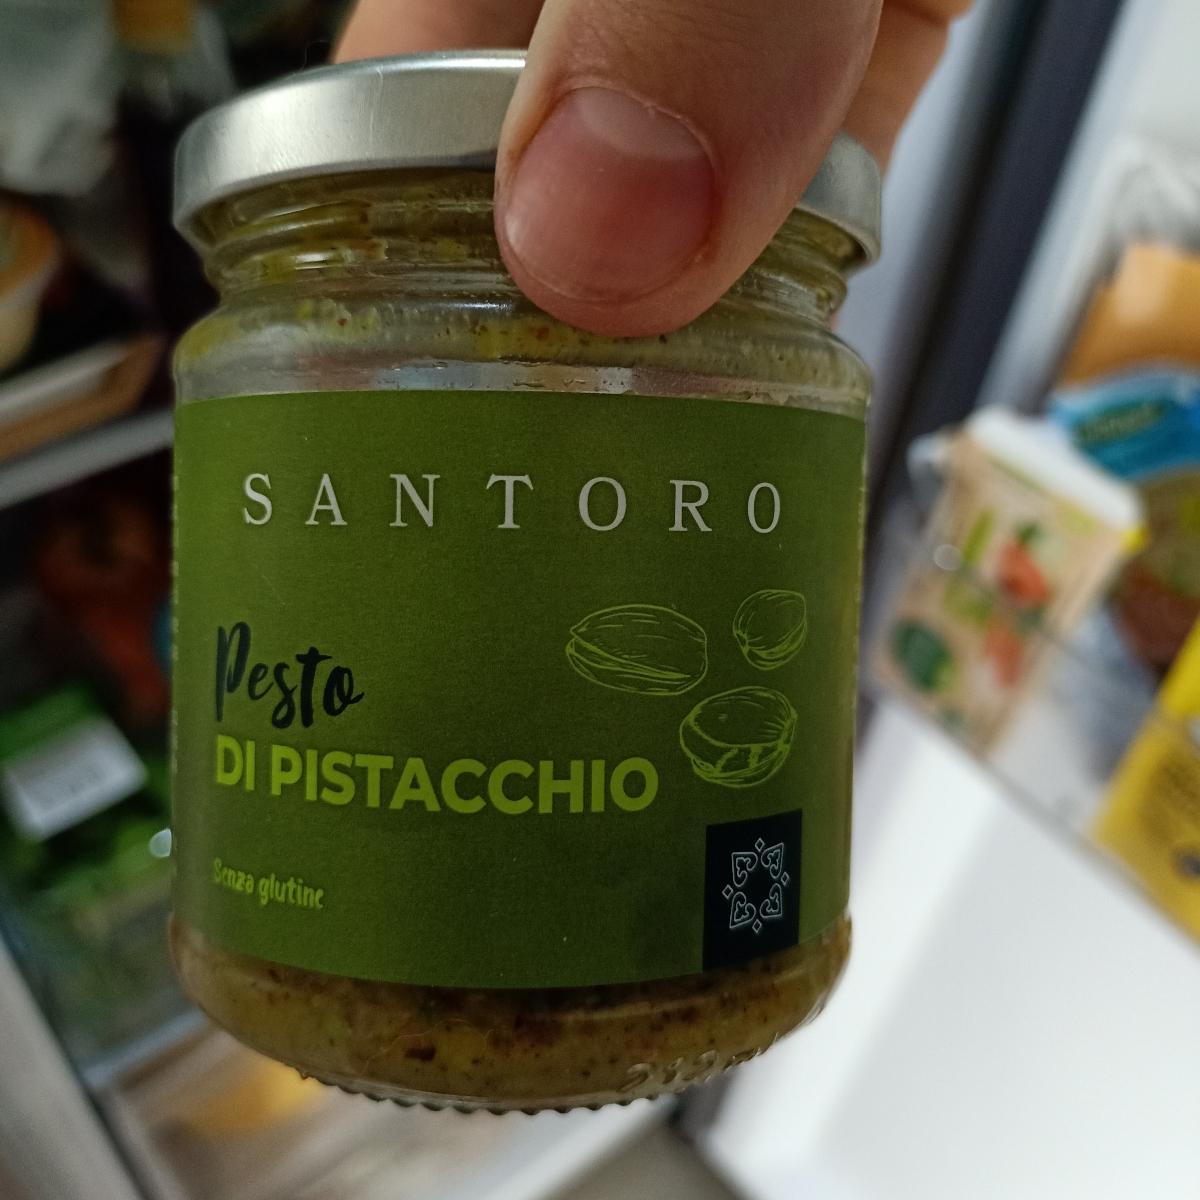 SANTORO
Pesto
DI PISTACCHIO
Senza glutine